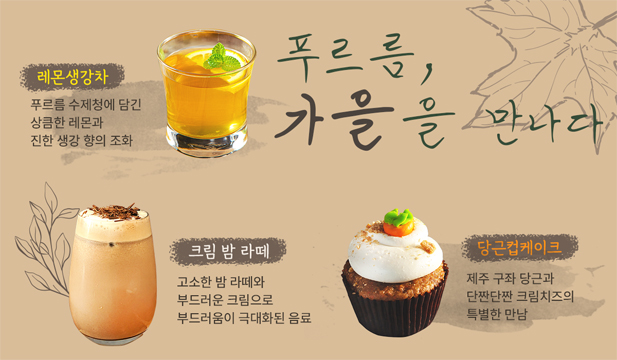 푸르름,
가을을 만나다
레몬생강차
푸르름 수제청에 담긴
상큼한 레몬과
진한 생강 향의 조화
크림 밤 라떼
고소한 밤 라떼와
부드러운 크림으로
부드러움이 극대화된 음료
당근컵케이크
제주 구좌 당근과
단짠단짠 크림치즈의
특별한 만남